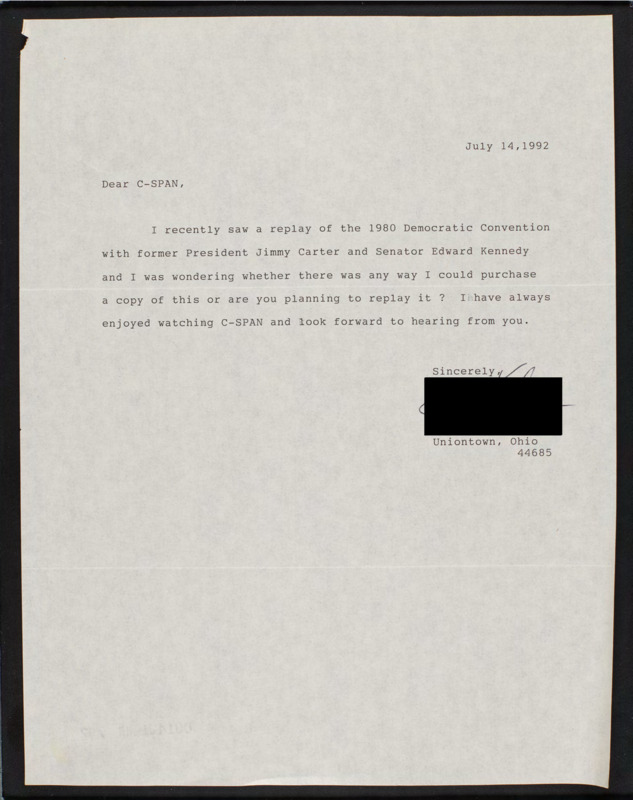 July 14,1992
Dear C-SPAN,
I recently saw a replay of the 1980 Democratic Convention
with former President Jimmy Carter and Senator Edward Kennedy
and I was wondering whether there was any way I could purchase
a copy of this or are you planning to replay it ?  I have always
enjoyed watching C-SPAN and look forward to hearing from you.
Sincerely,
Uniontown, Ohio
44685